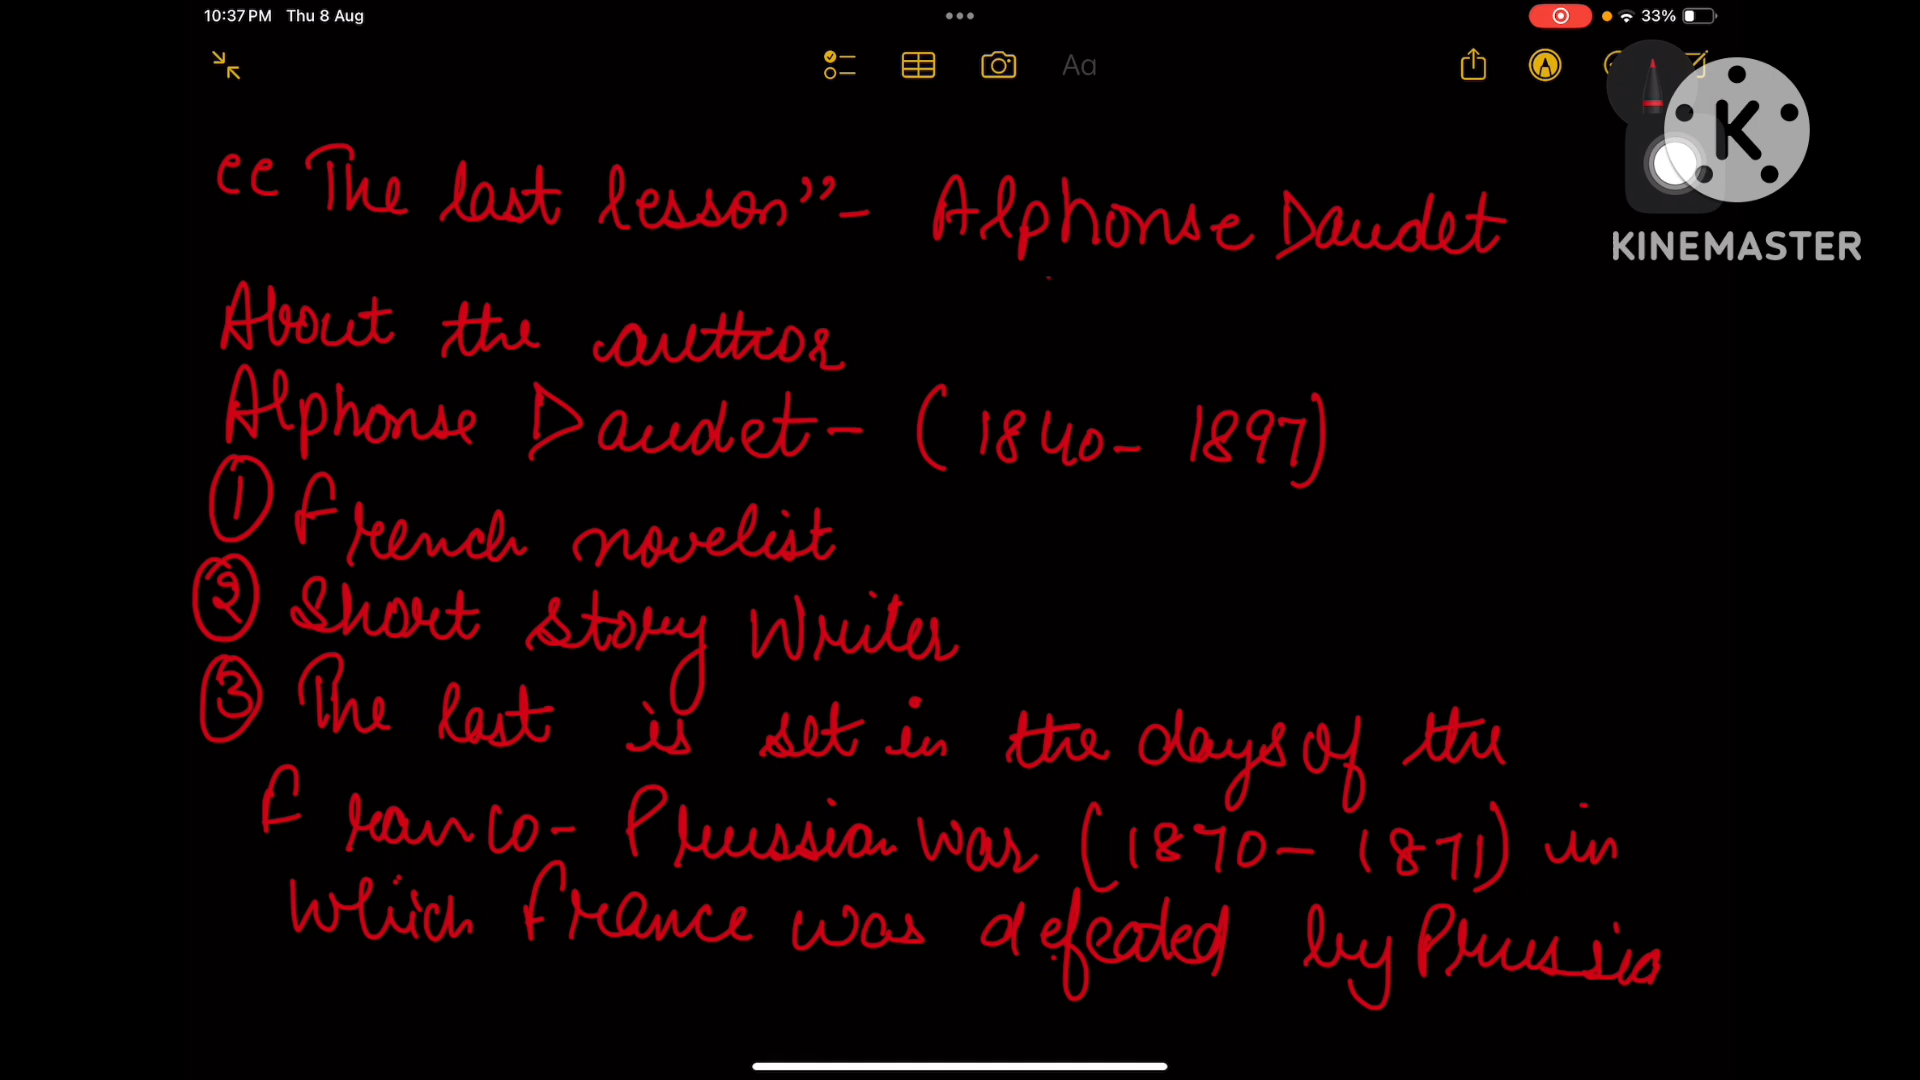 10:37 PM Thu 8 Aug
33%
Aa
K
KINEMASTER
“The last lesson” - Alphonse Daudet
About the author
Alphonse Daudet - (1840 - 1897)
① French novelist
② Short story Writer
③ The last is set in the days of the
Franco - Prussian War (1870 - 1871) in
Which France was defeated by Prussia